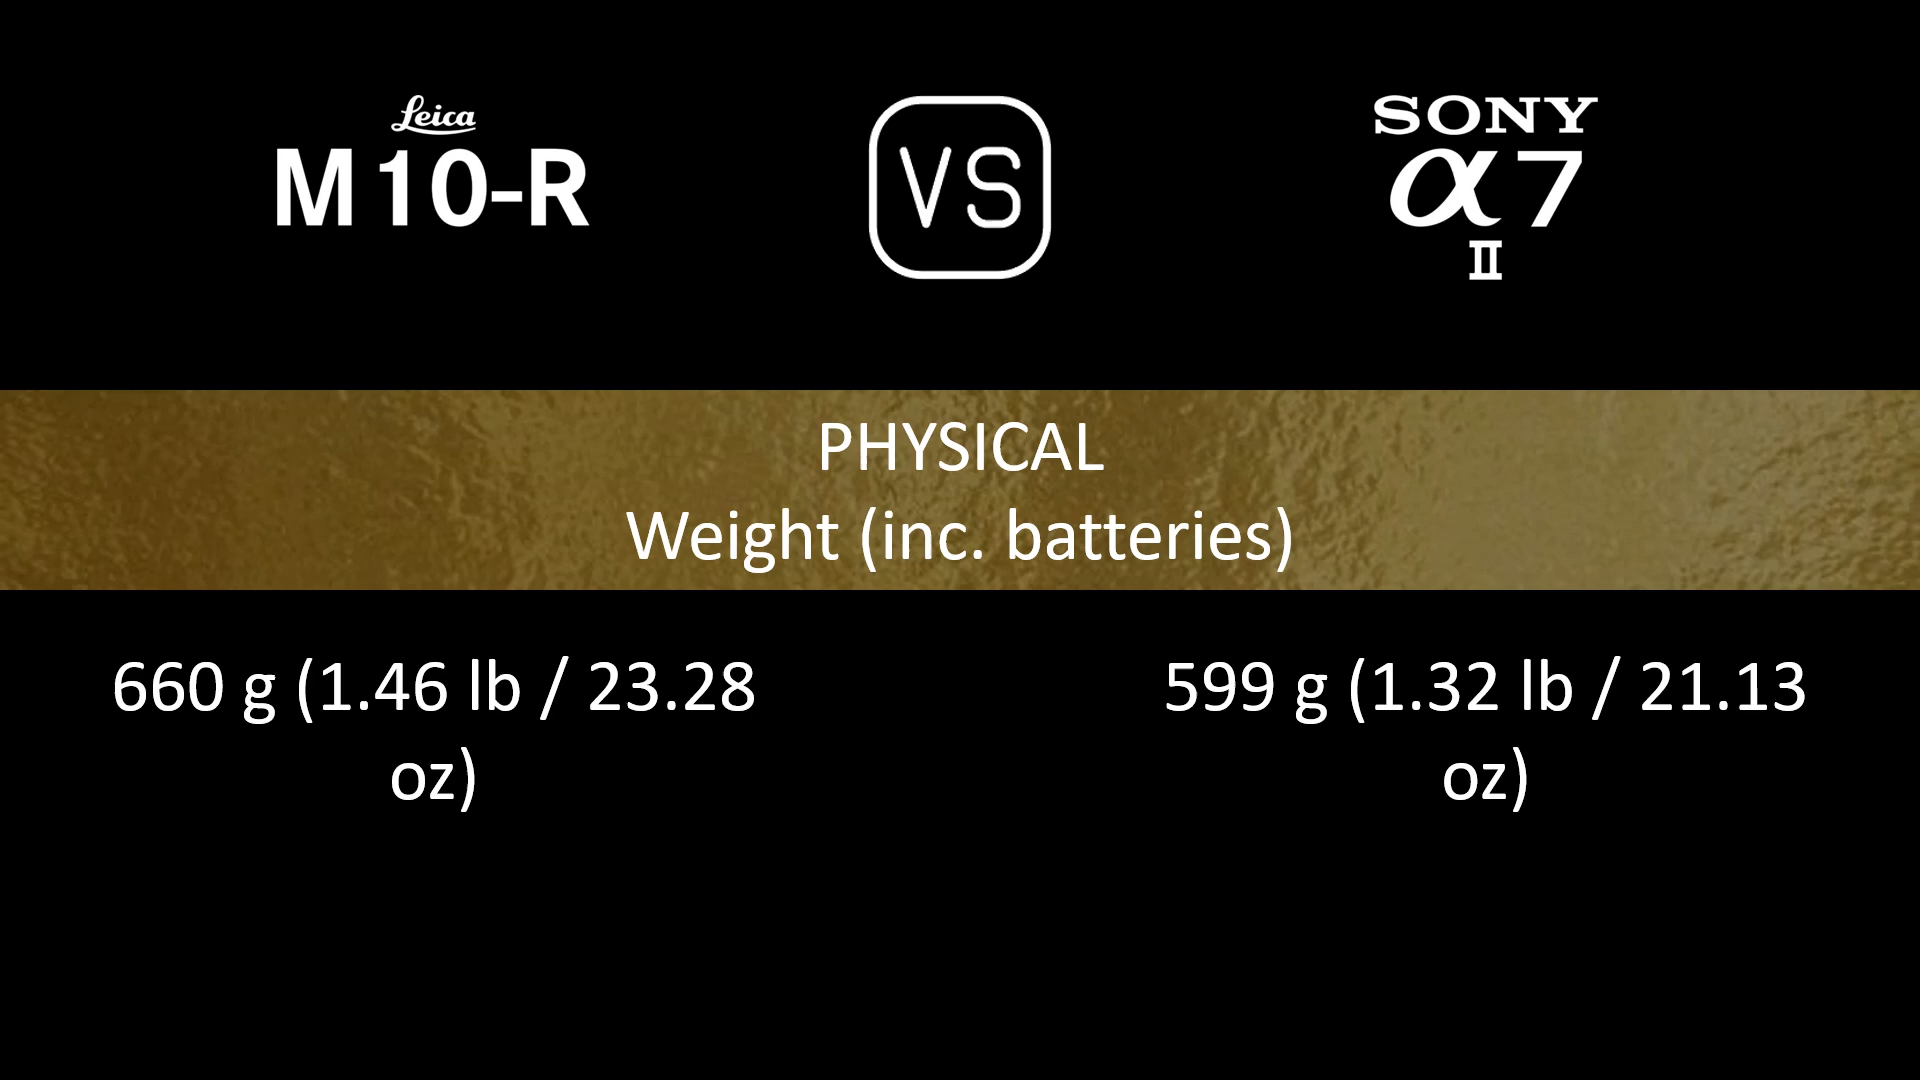 Leica
M10-R
VS
SONY
α7
II
PHYSICAL
Weight (inc. batteries)
660 g (1.46 lb / 23.28
oz)
599 g (1.32 lb / 21.13
oz)